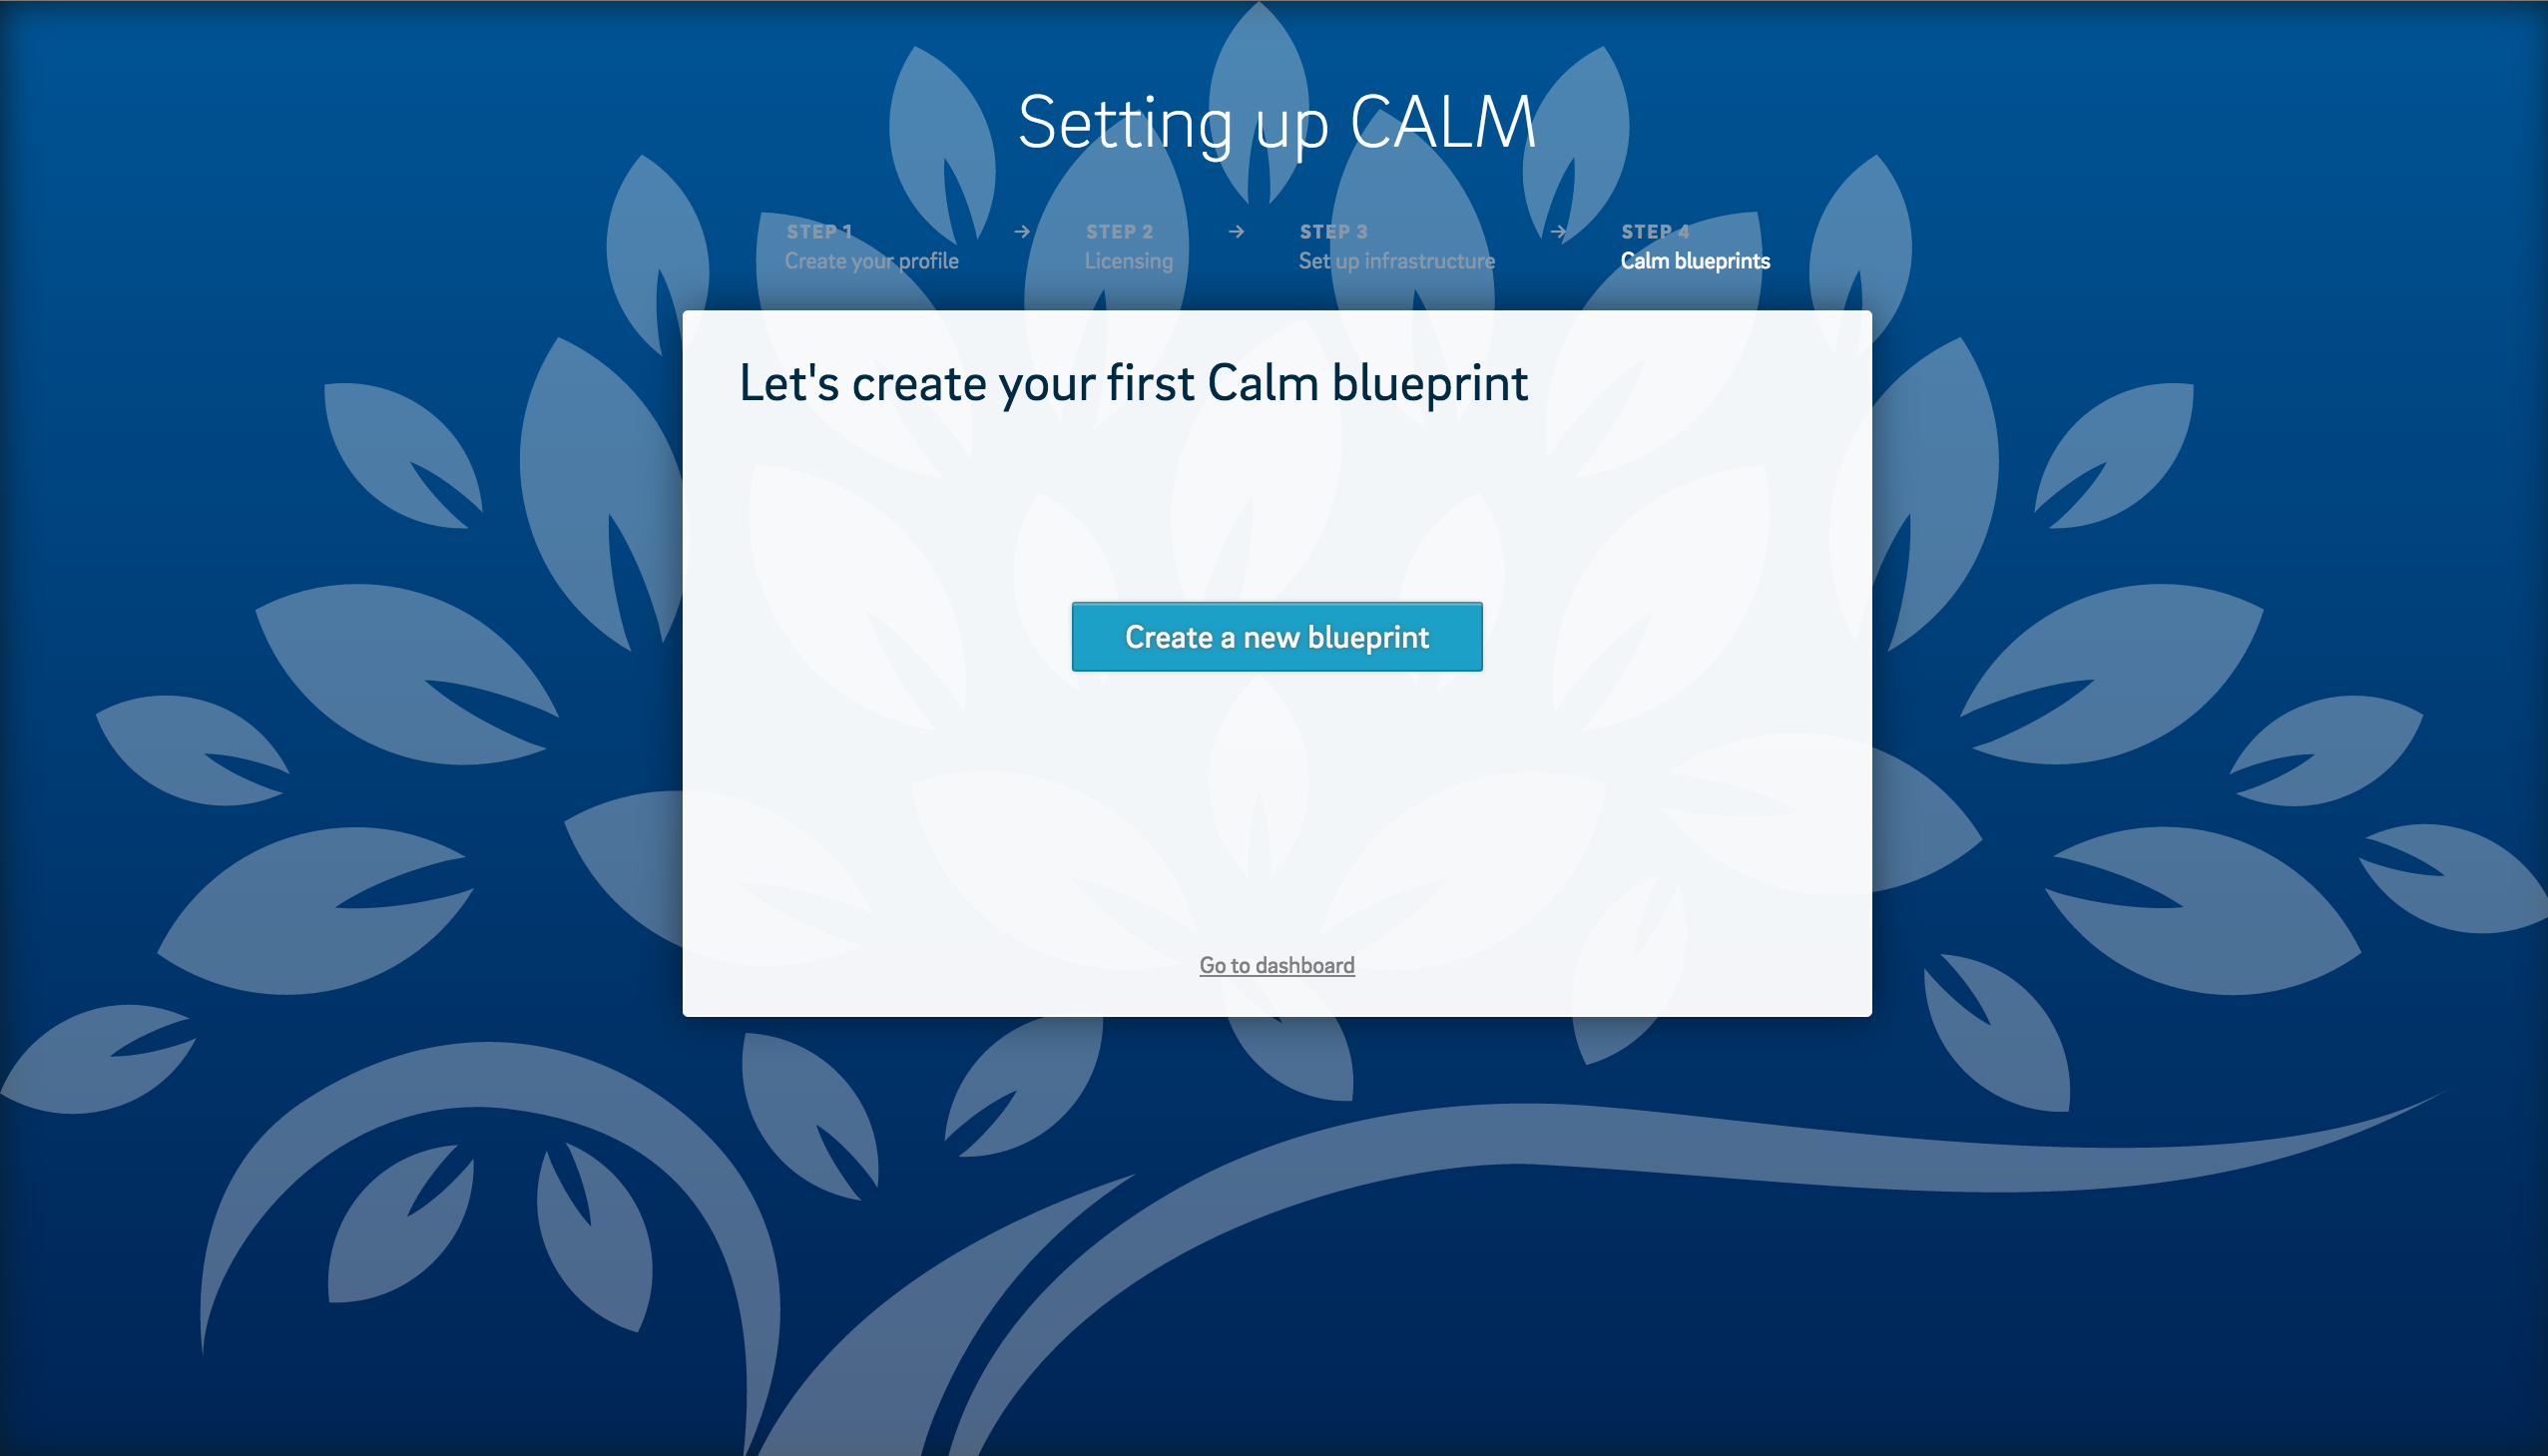 Setting up CALM
STEP 1 → STEP 2 → STEP 3 → STEP 4
Create your profile Licensing Set up infrastructure Calm blueprints
Let's create your first Calm blueprint
Create a new blueprint
Go to dashboard